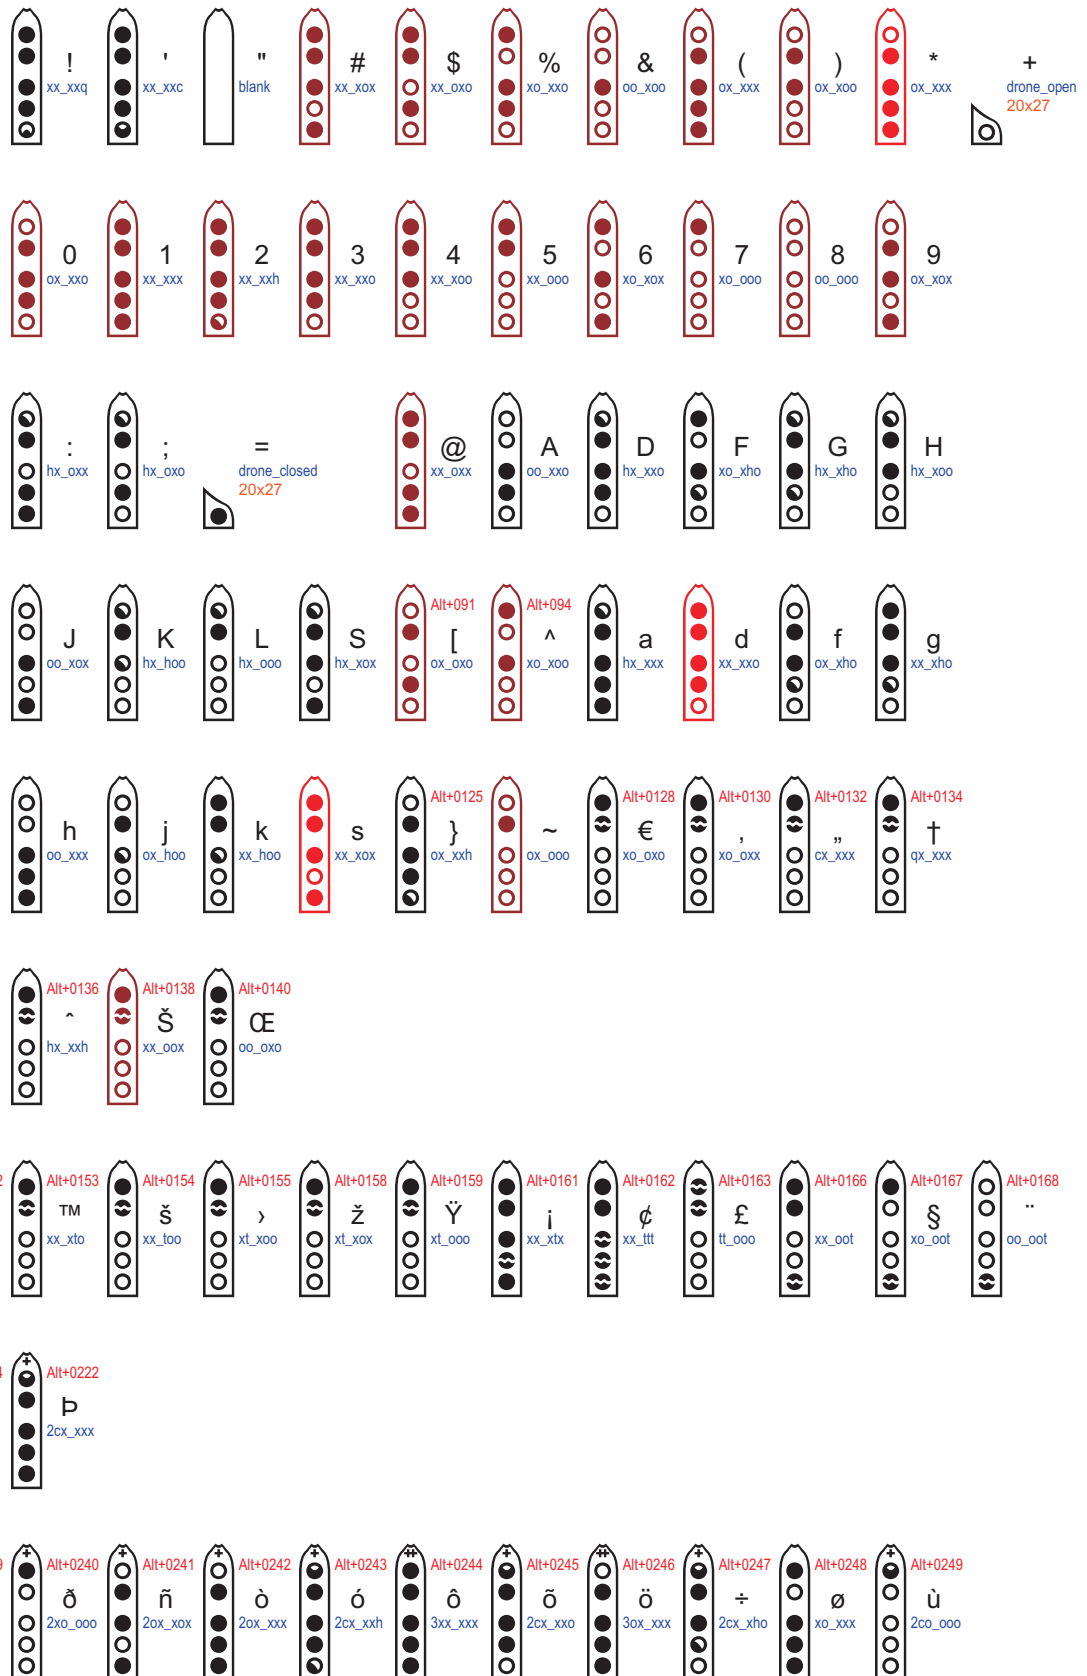 ! ' " # $ % & ( ) * +
xx_xxq xx_xxc blank xx_xox xx_oxo xo_xxo oo_xoo ox_xxx ox_xoo ox_xxx drone_open
20x27
0 1 2 3 4 5 6 7 8 9
ox_xxo xx_xxx xx_xxh xx_xxo xx_xoo xx_ooo xo_xox xo_ooo oo_ooo ox_xox
: ; = @ A D F G H
hx_oxx hx_oxo drone_closed xx_oxx oo_xxo hx_xxo xo_xho hx_xho hx_xoo
20x27
Alt+091 Alt+094
J K L S [ ^ a d f g
oo_xox hx_hoo hx_ooo hx_xox ox_oxo xo_xoo hx_xxx xx_xxo ox_xho xx_xho
Alt+0125 Alt+0128 Alt+0130 Alt+0132 Alt+0134
h j k s } ~ € ‚ „ †
oo_xxx ox_hoo xx_hoo xx_xox ox_xxh ox_ooo xo_oxo xo_oxx cx_xxx qx_xxx
Alt+0136 Alt+0138 Alt+0140
ˆ Š Œ
hx_xxh xx_oox oo_oxo
2 Alt+0153 Alt+0154 Alt+0155 Alt+0158 Alt+0159 Alt+0161 Alt+0162 Alt+0163 Alt+0166 Alt+0167 Alt+0168
™ š › ž Ÿ ¡ ¢ £ § ¨
xx_xto xx_too xt_xoo xt_xox xt_ooo xx_xtx xx_ttt tt_ooo xx_oot xo_oot oo_oot
+
4 Alt+0222
Þ
2cx_xxx
+ + + + ++ + ++ + +
9 Alt+0240 Alt+0241 Alt+0242 Alt+0243 Alt+0244 Alt+0245 Alt+0246 Alt+0247 Alt+0248 Alt+0249
ð ñ ò ó ô õ ö ÷ ø ù
2xo_ooo 2ox_xox 2ox_xxx 2cx_xxh 3xx_xxx 2cx_xxo 3ox_xxx 2cx_xho xo_xxx 2co_ooo